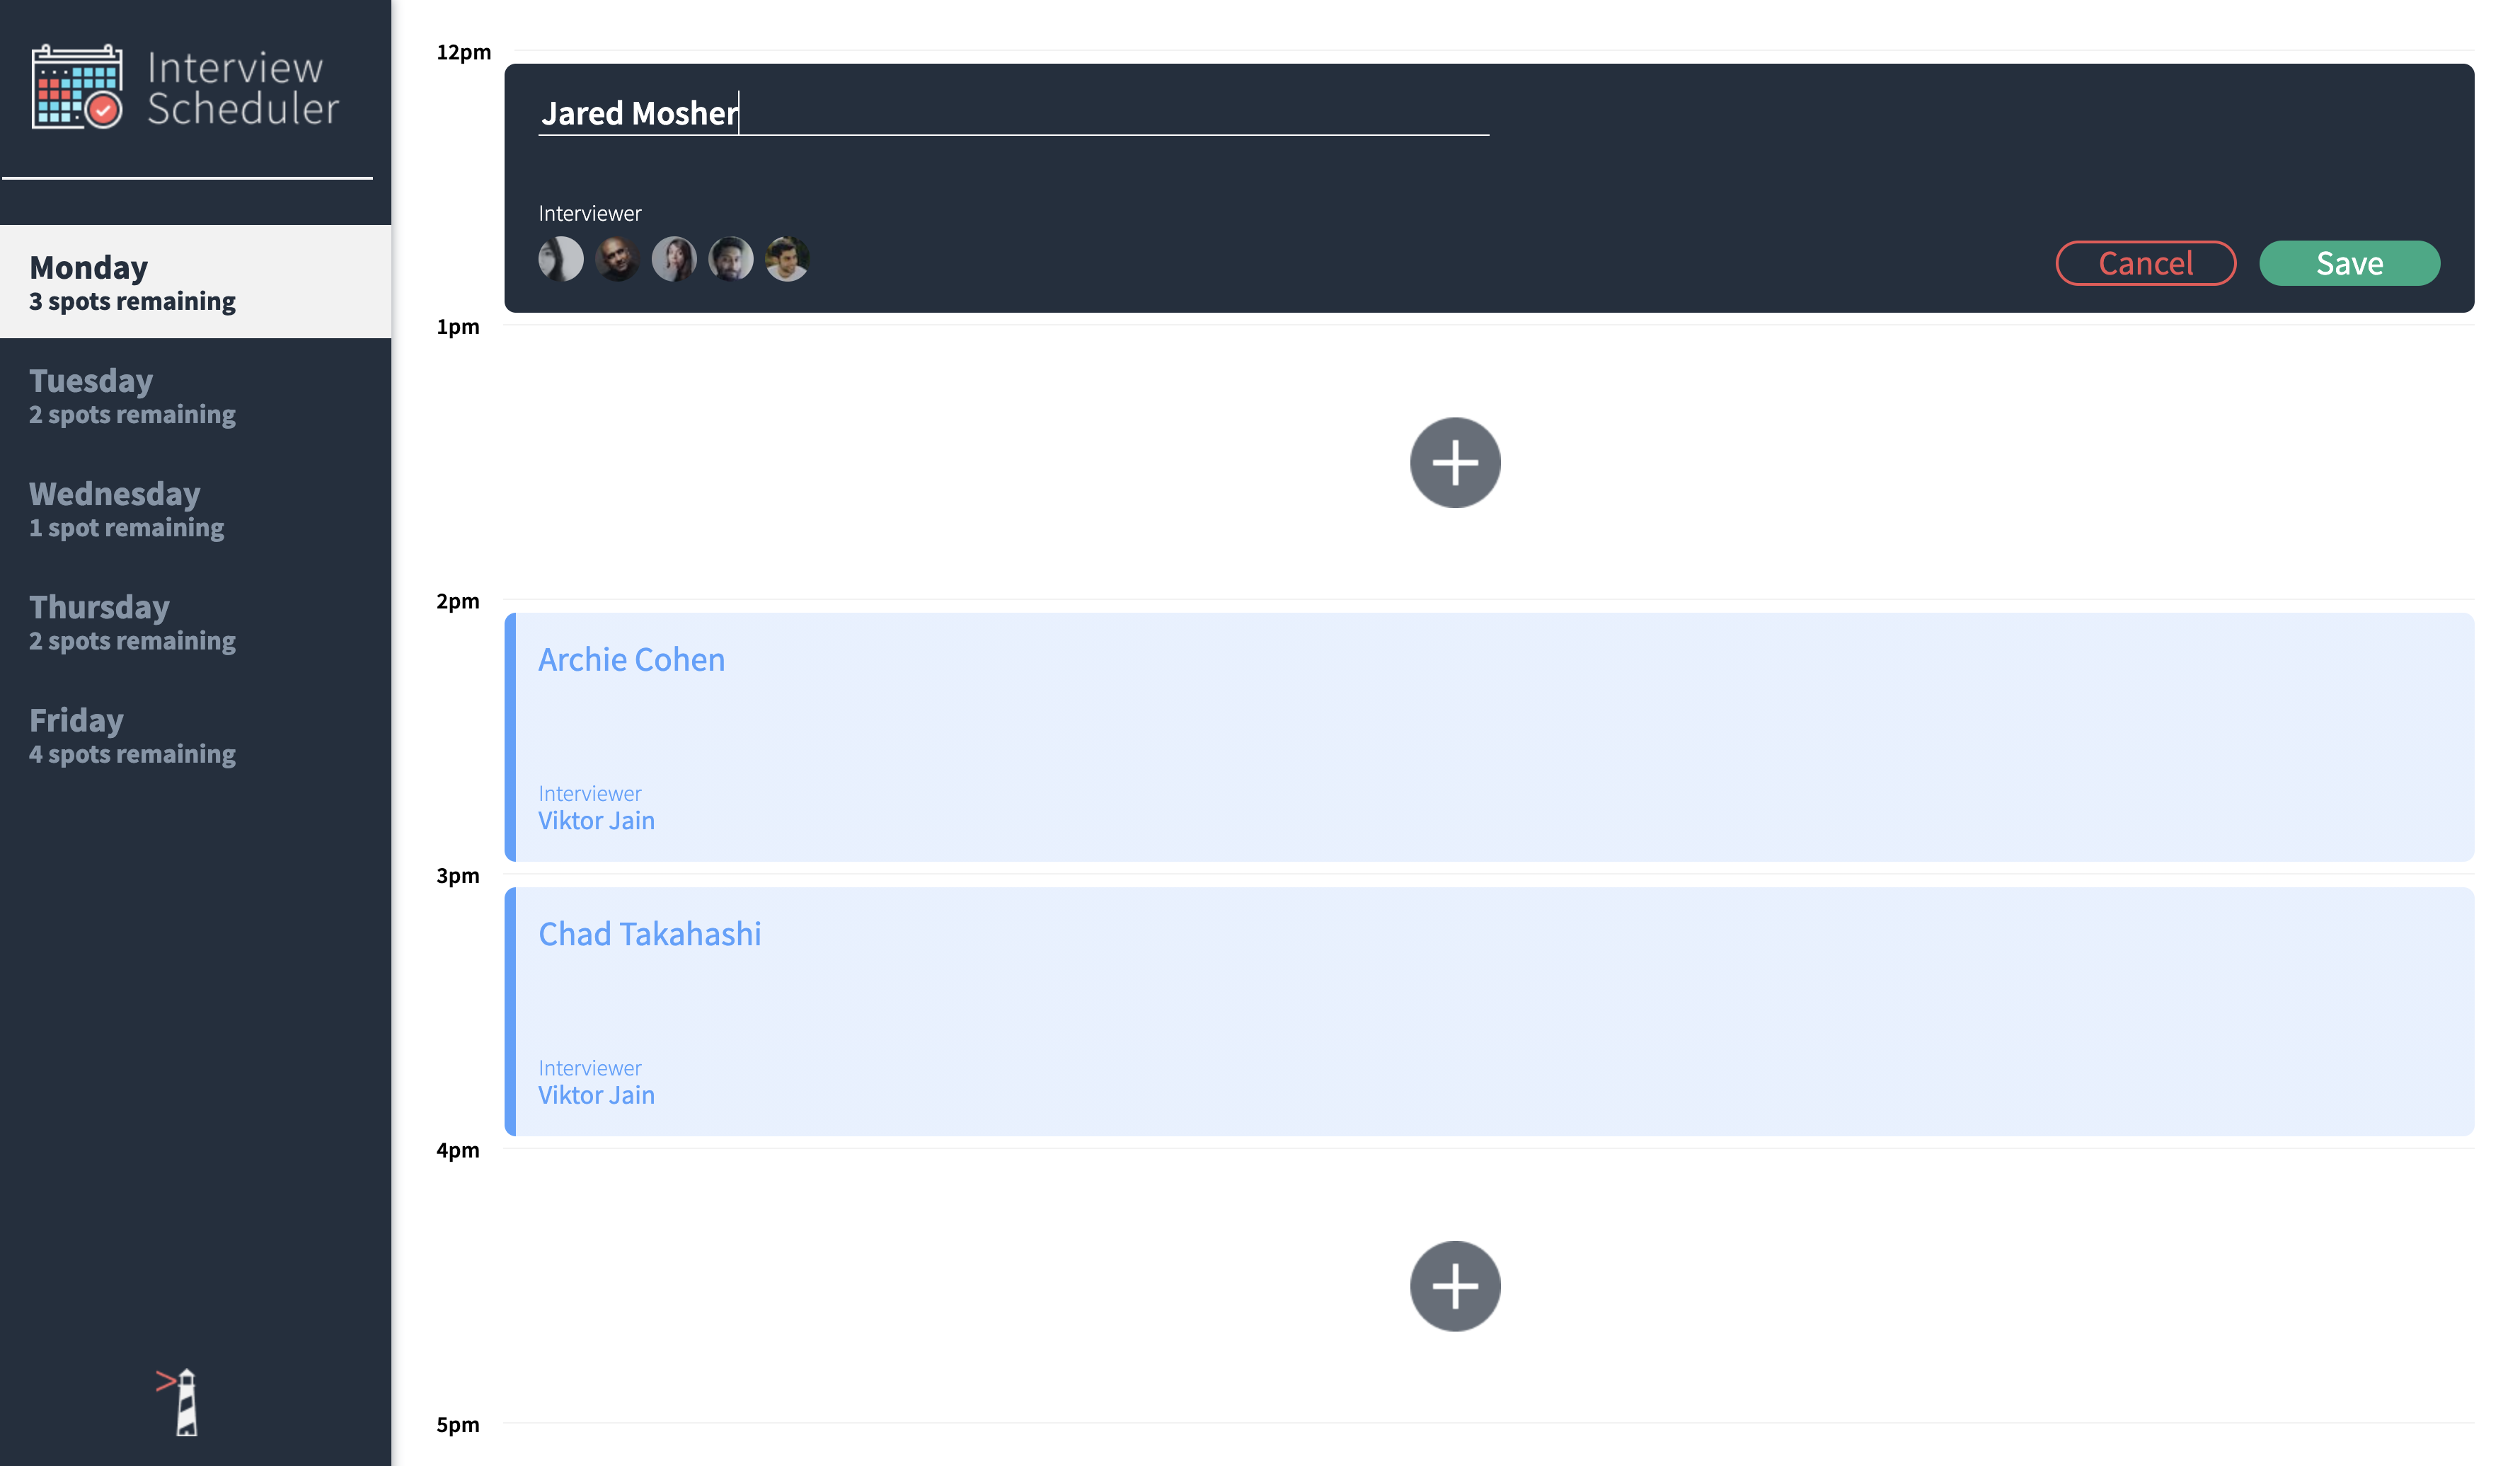 Interview
Scheduler
Monday
3 spots remaining
Tuesday
2 spots remaining
Wednesday
1 spot remaining
Thursday
2 spots remaining
Friday
4 spots remaining
12pm
Jared Mosher
Interviewer
Cancel
Save
1pm
2pm
Archie Cohen
Interviewer
Viktor Jain
3pm
Chad Takahashi
Interviewer
Viktor Jain
4pm
5pm